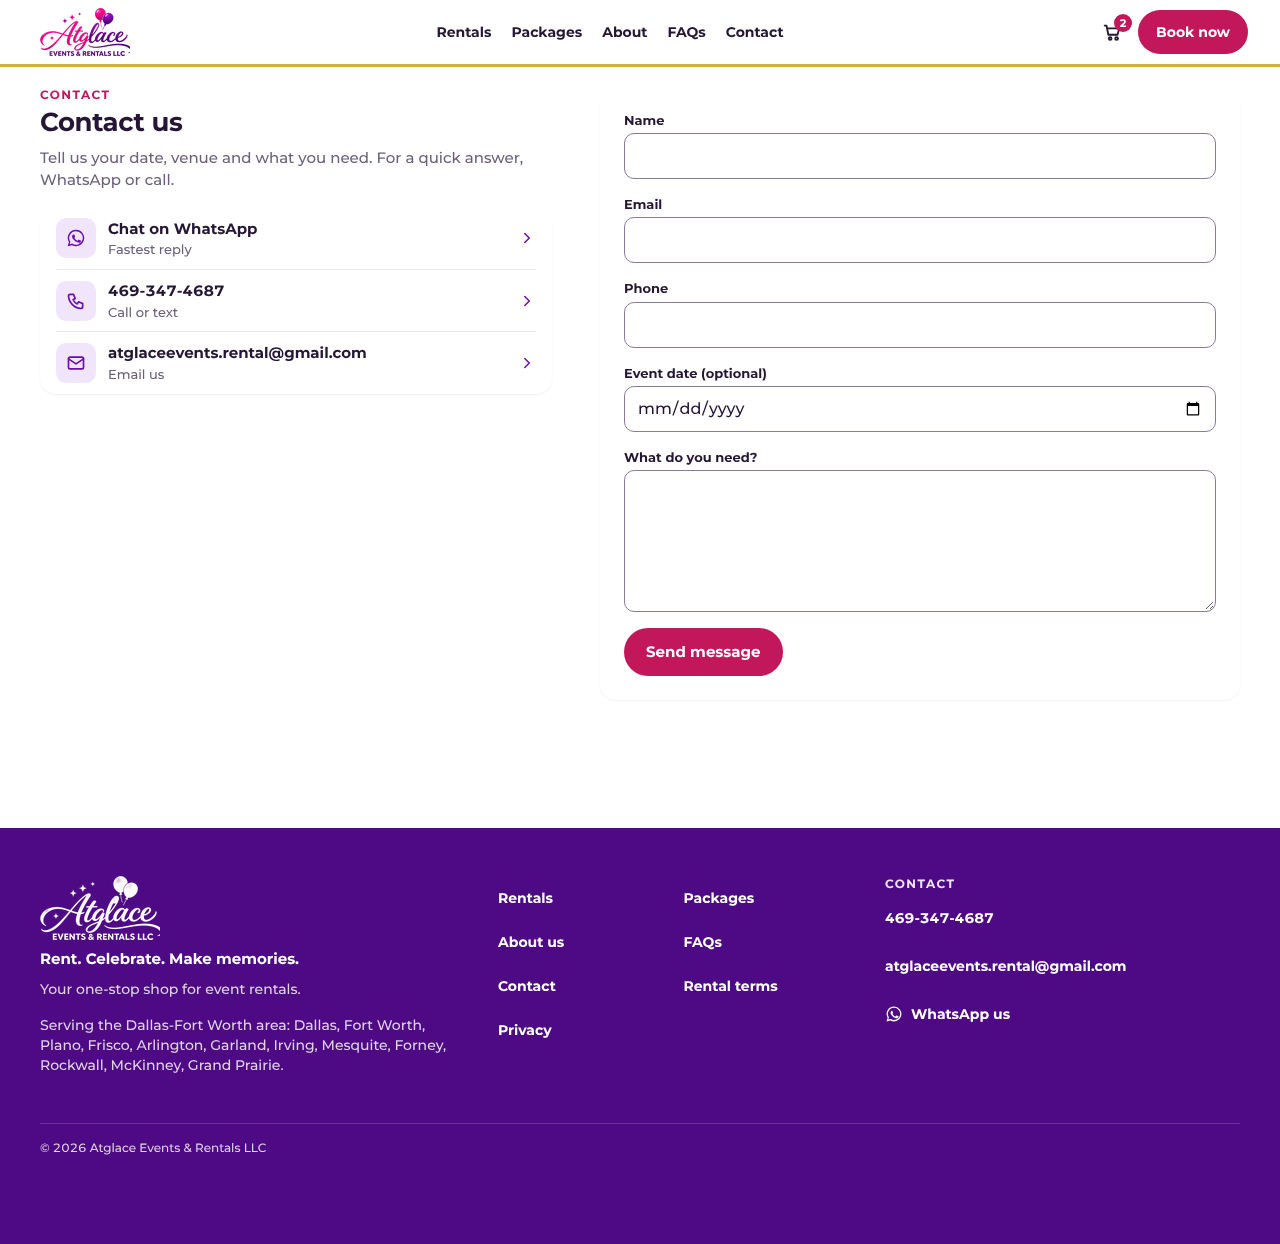 Atglace
EVENTS & RENTALS LLC
Rentals
Packages
About
FAQs
Contact
2
Book now
CONTACT
Contact us
Tell us your date, venue and what you need. For a quick answer,
WhatsApp or call.
Chat on WhatsApp
Fastest reply
469-347-4687
Call or text
atglaceevents.rental@gmail.com
Email us
Name
Email
Phone
Event date (optional)
mm/dd/yyyy
What do you need?
Send message
Atglace
EVENTS & RENTALS LLC
Rent. Celebrate. Make memories.
Your one-stop shop for event rentals.
Serving the Dallas-Fort Worth area: Dallas, Fort Worth,
Plano, Frisco, Arlington, Garland, Irving, Mesquite, Forney,
Rockwall, McKinney, Grand Prairie.
Rentals
Packages
About us
FAQs
Contact
Rental terms
Privacy
CONTACT
469-347-4687
atglaceevents.rental@gmail.com
WhatsApp us
© 2026 Atglace Events & Rentals LLC